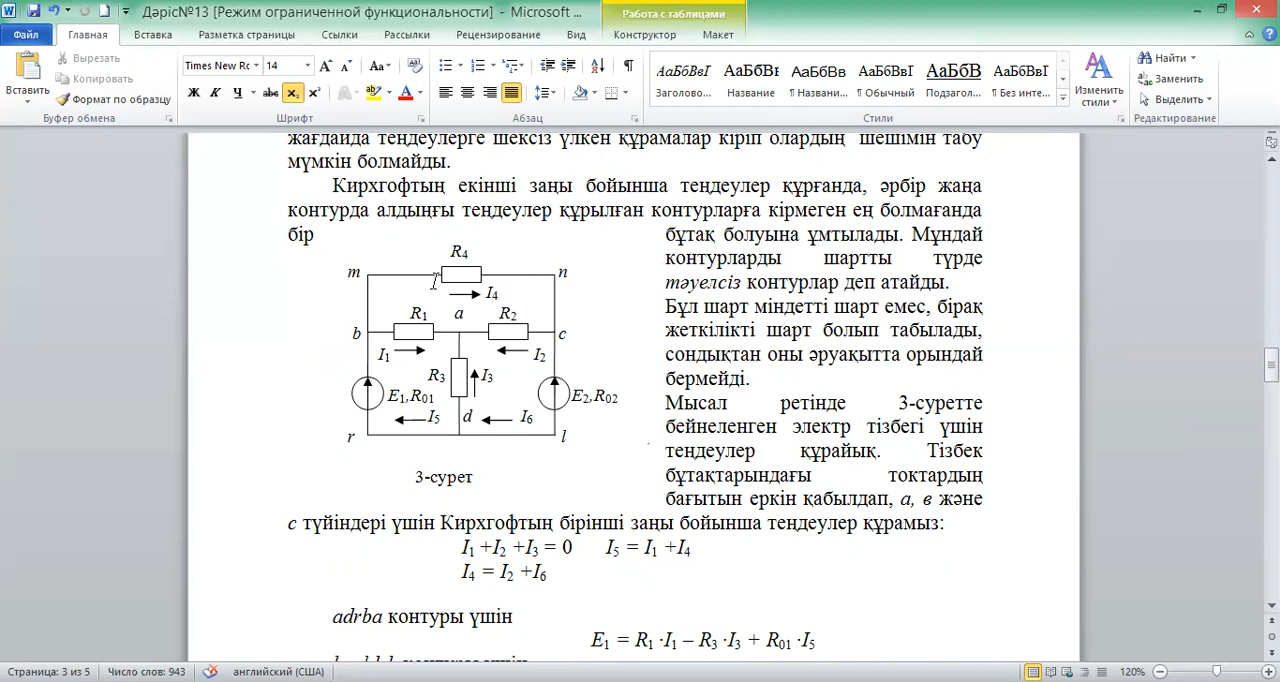 Дәріс№13 [Режим ограниченной функциональности] - Microsoft ...
Работа с таблицами
Файл Главная Вставка Разметка страницы Ссылки Рассылки Рецензирование Вид Конструктор Макет
Вставить
Вырезать
Копировать
Формат по образцу
Буфер обмена
Times New Rc 14
Шрифт
Абзац
АаБбВвГ АаБбВı АаБбВв АаБбВвГ АаБбВ АаБбВвГ
Заголово... Название ¶ Названи... ¶ Обычный Подзагол... ¶ Без инте...
Стили
Изменить стили
Найти
Заменить
Выделить
Редактирование
жағдайда теңдеулерге шексіз үлкен құрамалар кіріп олардың шешімін табу
мүмкін болмайды.
Кирхгофтың екінші заңы бойынша теңдеулер құрғанда, әрбір жаңа
контурда алдыңғы теңдеулер құрылған контурларға кірмеген ең болмағанда
бір бұтақ болуына ұмтылады. Мұндай
контурларды шартты түрде
тәуелсіз контурлар деп атайды.
Бұл шарт міндетті шарт емес, бірақ
жеткілікті шарт болып табылады,
сондықтан оны әруақытта орындай
бермейді.
Мысал ретінде 3-суретте
бейнеленген электр тізбегі үшін
теңдеулер құрайық. Тізбек
бұтақтарындағы токтардың
бағытын еркін қабылдап, а, в және
R4
m n
I4
R1 a R2
b c
I1 I2
R3 I3
E1,R01 E2,R02
I5 d I6
r l
3-сурет
с түйіндері үшін Кирхгофтың бірінші заңы бойынша теңдеулер құрамыз:
I1 +I2 +I3 = 0 I5 = I1 +I4
I4 = I2 +I6
adrba контуры үшін
E1 = R1 ·I1 – R3 ·I3 + R01 ·I5
Страница: 3 из 5 Число слов: 943 английский (США) 120%